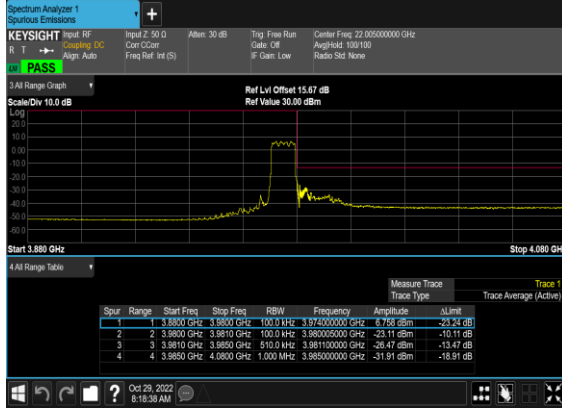 Spectrum Analyzer 1
Spurious Emissions
+
KEYSIGHT Input: RF Input Z: 50 Ω Atten: 30 dB Trig: Free Run Center Freq: 22.005000000 GHz
R T Coupling: DC Corr CCorr Gate: Off Avg|Hold: 100/100
Align: Auto Freq Ref: Int (S) IF Gain: Low Radio Std: None
PASS
3 All Range Graph
Ref Lvl Offset 15.67 dB
Scale/Div 10.0 dB Ref Value 30.00 dBm
Log
20.0
10.0
0.00
-10.0
-20.0
-30.0
-40.0
-50.0
-60.0
Start 3.880 GHz Stop 4.080 GH
4 All Range Table
Measure Trace Trace 1
Trace Type Trace Average (Active)
Spur Range Start Freq Stop Freq RBW Frequency Amplitude ΔLimit
1 1 3.8800 GHz 3.9800 GHz 100.0 kHz 3.974000000 GHz 6.758 dBm -23.24 dB
2 2 3.9800 GHz 3.9810 GHz 100.0 kHz 3.980005000 GHz -23.11 dBm -10.11 dB
3 3 3.9810 GHz 3.9850 GHz 510.0 kHz 3.981100000 GHz -26.47 dBm -13.47 dB
4 4 3.9850 GHz 4.0800 GHz 1.000 MHz 3.985000000 GHz -31.91 dBm -18.91 dB
? Oct 29, 2022
8:18:38 AM